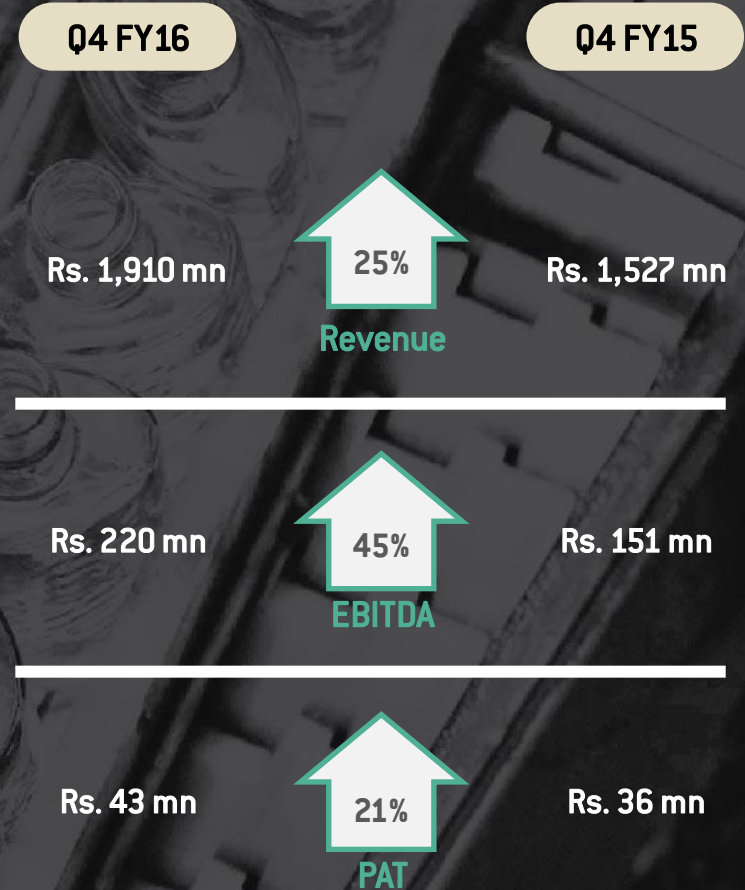 Q4 FY16
Q4 FY15
Rs. 1,910 mn
25%
Rs. 1,527 mn
Revenue
Rs. 220 mn
45%
Rs. 151 mn
EBITDA
Rs. 43 mn
21%
Rs. 36 mn
PAT